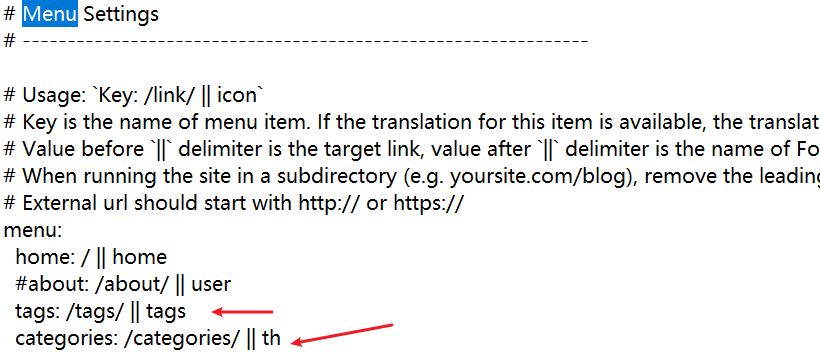 # Menu Settings
# ---------------------------------------------------------------
# Usage: `Key: /link/ || icon`
# Key is the name of menu item. If the translation for this item is available, the translat
# Value before `||` delimiter is the target link, value after `||` delimiter is the name of Fo
# When running the site in a subdirectory (e.g. yoursite.com/blog), remove the leading
# External url should start with http:// or https://
menu:
  home: / || home
  #about: /about/ || user
  tags: /tags/ || tags
  categories: /categories/ || th